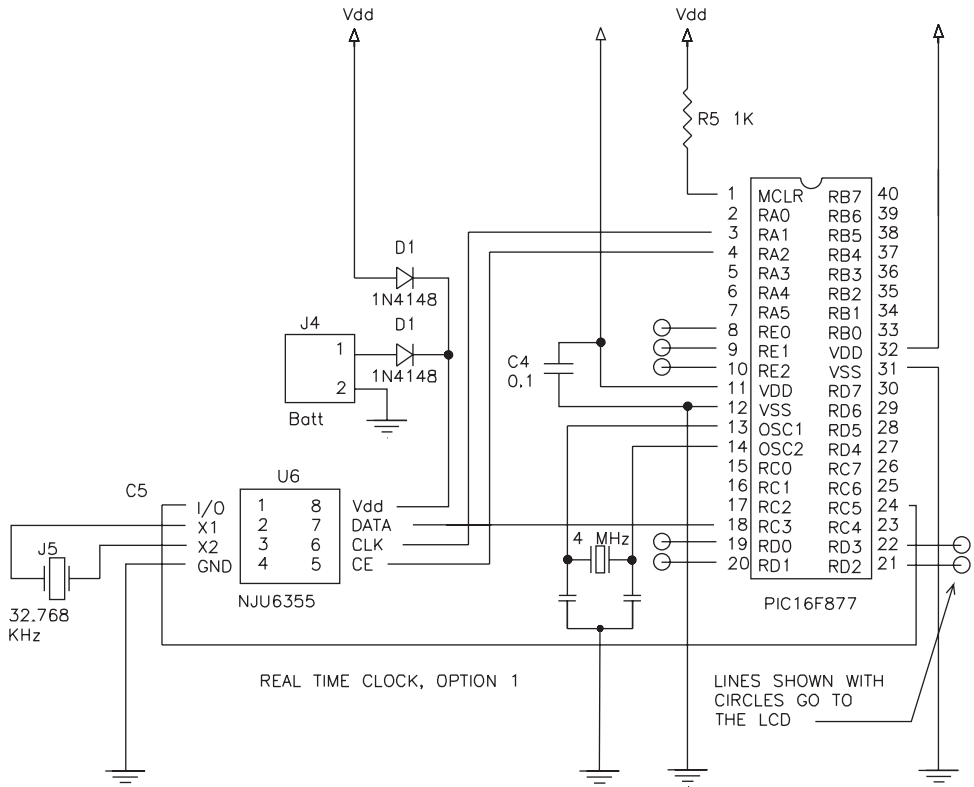 Vdd
Vdd
R5 1K
1 MCLR RB7 40
2 RA0 RB6 39
3 RA1 RB5 38
4 RA2 RB4 37
5 RA3 RB3 36
6 RA4 RB2 35
7 RA5 RB1 34
8 RE0 RB0 33
9 RE1 VDD 32
10 RE2 VSS 31
11 VDD RD7 30
12 VSS RD6 29
13 OSC1 RD5 28
14 OSC2 RD4 27
15 RC0 RC7 26
16 RC1 RC6 25
17 RC2 RC5 24
18 RC3 RC4 23
19 RD0 RD3 22
20 RD1 RD2 21
PIC16F877
D1
1N4148
D1
1N4148
J4
1
2
Batt
C4
0.1
4 MHz
C5
U6
I/O 1 8 Vdd
X1 2 7 DATA
X2 3 6 CLK
GND 4 5 CE
NJU6355
J5
32.768
KHz
REAL TIME CLOCK, OPTION 1
LINES SHOWN WITH
CIRCLES GO TO
THE LCD